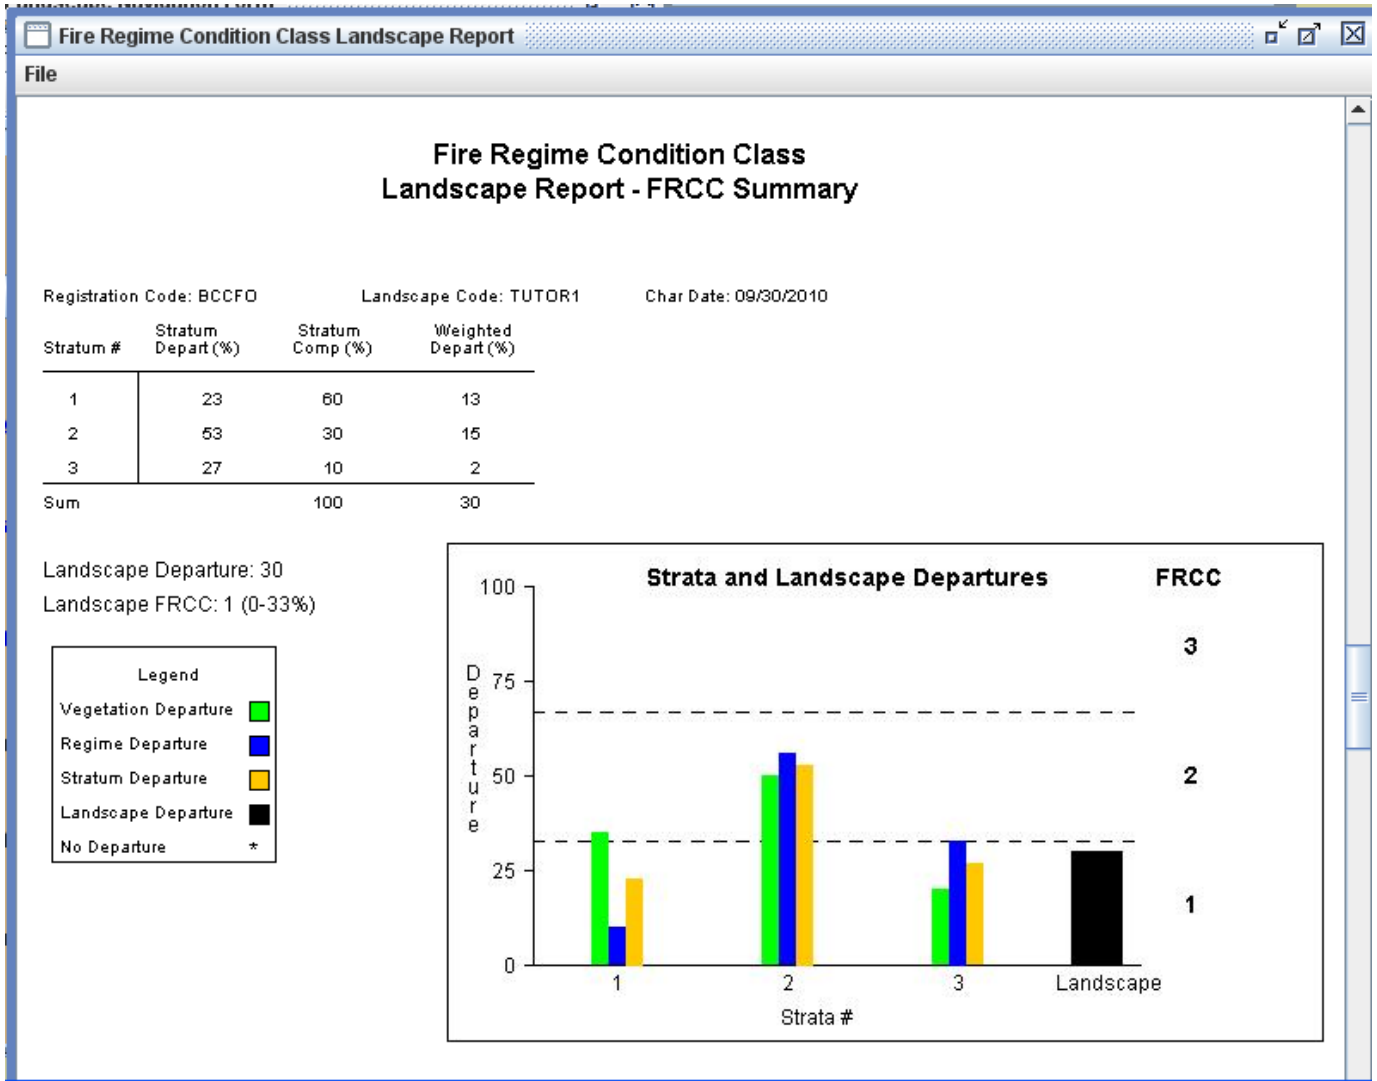 Fire Regime Condition Class Landscape Report
File
Fire Regime Condition Class
Landscape Report - FRCC Summary
Registration Code: BCCFO Landscape Code: TUTOR1 Char Date: 09/30/2010
Stratum # Stratum Depart (%) Stratum Comp (%) Weighted Depart (%)
1 23 60 13
2 53 30 15
3 27 10 2
Sum 100 30
Landscape Departure: 30
Landscape FRCC: 1 (0-33%)
Legend
Vegetation Departure
Regime Departure
Stratum Departure
Landscape Departure
No Departure *
Strata and Landscape Departures FRCC
Departure
100
75
50
25
0
3
2
1
1 2 3 Landscape
Strata #